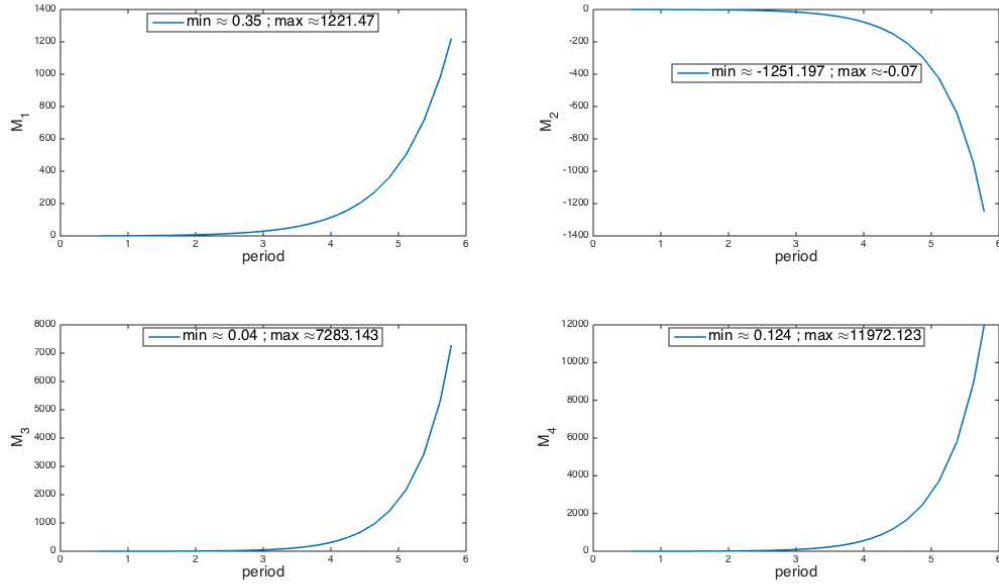 1400
1200
1000
800
600
400
200
0
M1
min ≈ 0.35 ; max ≈1221.47
0 1 2 3 4 5 6
period
0
-200
-400
-600
-800
-1000
-1200
-1400
M2
min ≈ -1251.197 ; max ≈-0.07
0 1 2 3 4 5 6
period
8000
7000
6000
5000
4000
3000
2000
1000
0
M3
min ≈ 0.04 ; max ≈7283.143
0 1 2 3 4 5 6
period
12000
10000
8000
6000
4000
2000
0
M4
min ≈ 0.124 ; max ≈11972.123
0 1 2 3 4 5 6
period